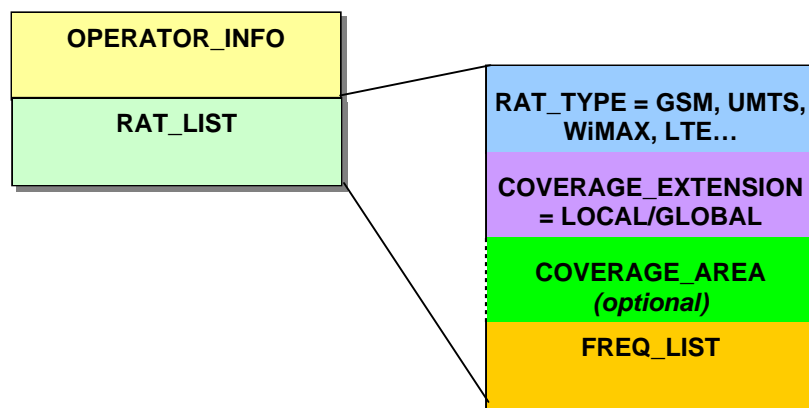 OPERATOR_INFO
RAT_LIST
RAT_TYPE = GSM, UMTS,
WiMAX, LTE…
COVERAGE_EXTENSION
= LOCAL/GLOBAL
COVERAGE_AREA
(optional)
FREQ_LIST